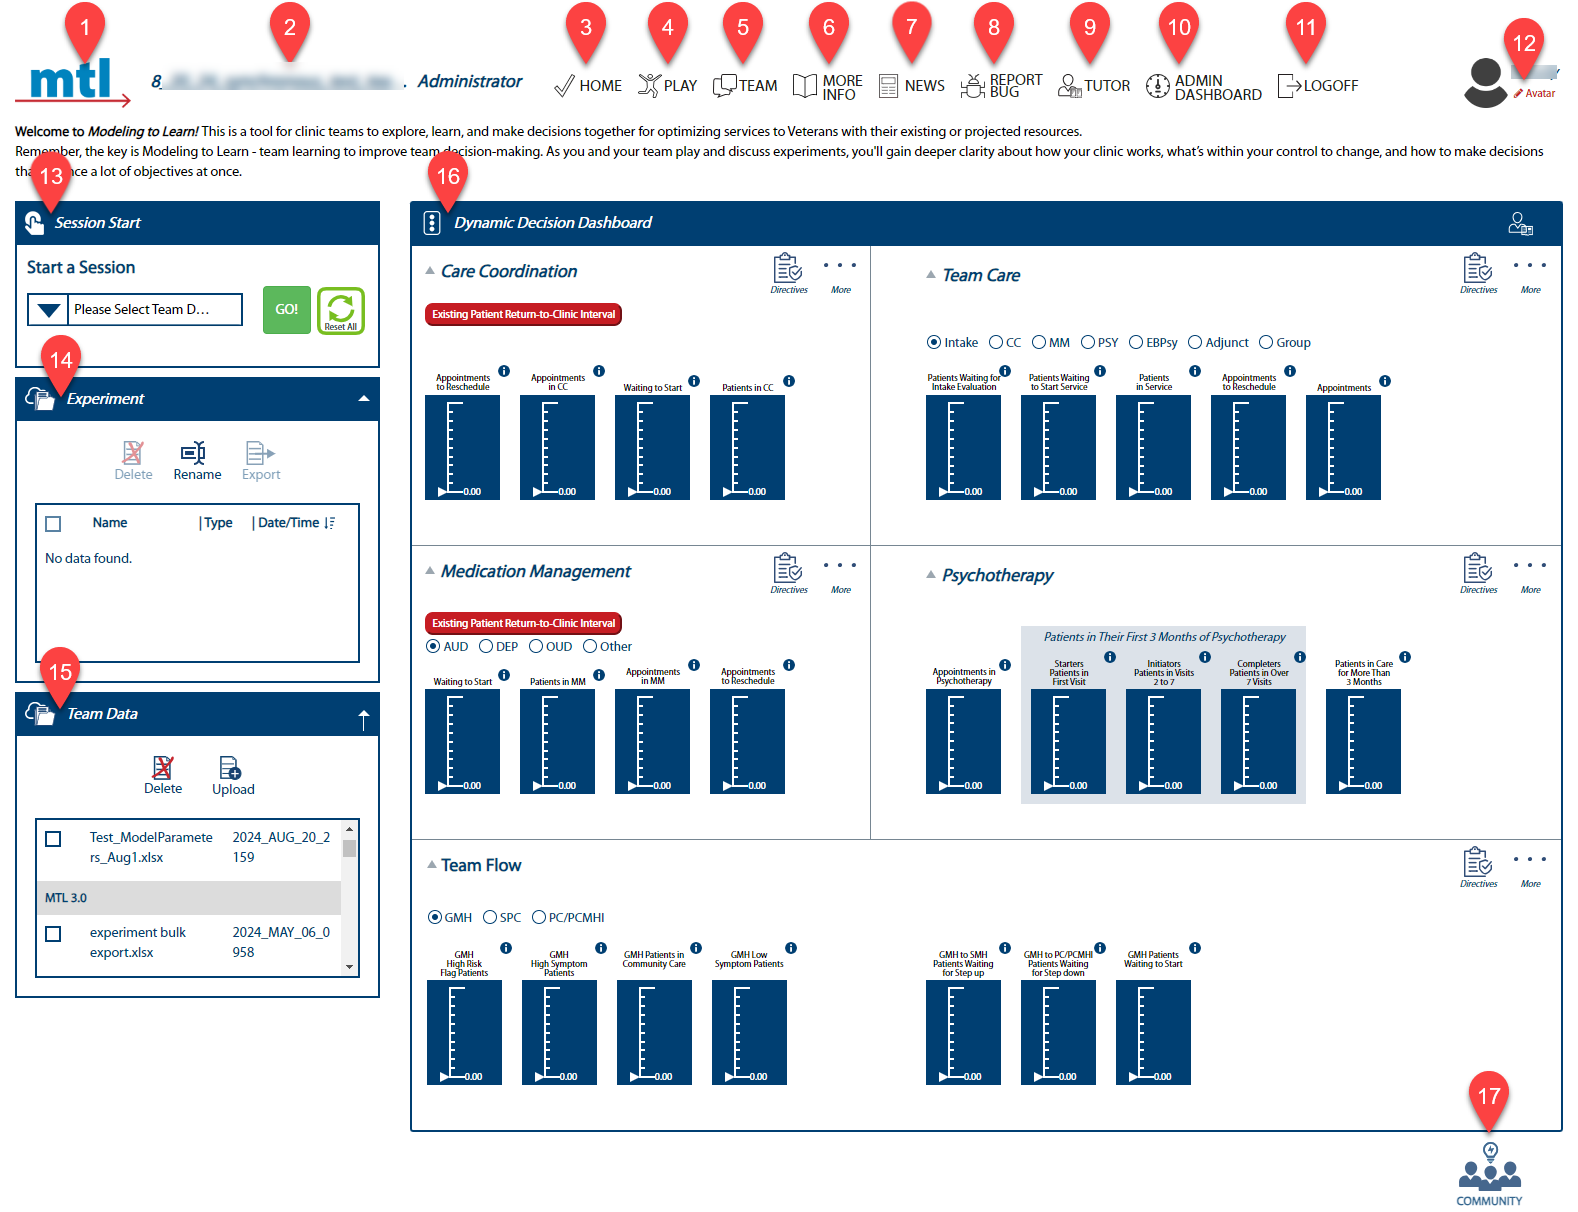 1
2
3
4
5
6
7
8
9
10
11
12
mtl
8_
. Administrator
HOME
PLAY
TEAM
MORE
INFO
NEWS
REPORT
BUG
TUTOR
ADMIN
DASHBOARD
LOGOFF
Avatar
Welcome to Modeling to Learn! This is a tool for clinic teams to explore, learn, and make decisions together for optimizing services to Veterans with their existing or projected resources.
Remember, the key is Modeling to Learn - team learning to improve team decision-making. As you and your team play and discuss experiments, you'll gain deeper clarity about how your clinic works, what's within your control to change, and how to make decisions
a lot of objectives at once.
13
Session Start
Start a Session
Please Select Team D...
GO!
Reset All
14
Experiment
Delete
Rename
Export
Name | Type | Date/Time
No data found.
15
Team Data
Delete
Upload
Test_ModelParamete
rs_Aug1.xlsx
2024_AUG_20_2
159
MTL 3.0
experiment bulk
export.xlsx
2024_MAY_06_0
958
16
Dynamic Decision Dashboard
Care Coordination
Directives
More
Existing Patient Return-to-Clinic Interval
Appointments
to Reschedule
Appointments
in CC
Waiting to Start
Patients in CC
0.00
0.00
0.00
0.00
Team Care
Directives
More
Intake CC MM PSY EBPsy Adjunct Group
Patients Waiting for
Intake Evaluation
Patients Waiting
to Start Service
Patients
in Service
Appointments
to Reschedule
Appointments
0.00
0.00
0.00
0.00
0.00
Medication Management
Directives
More
Existing Patient Return-to-Clinic Interval
AUD DEP OUD Other
Waiting to Start
Patients in MM
Appointments
in MM
Appointments
to Reschedule
0.00
0.00
0.00
0.00
Psychotherapy
Directives
More
Patients in Their First 3 Months of Psychotherapy
Appointments in
Psychotherapy
Starters
Patients in
First Visit
Initiators
Patients in Visits
2 to 7
Completers
Patients in Over
7 Visits
Patients in Care
for More Than
3 Months
0.00
0.00
0.00
0.00
0.00
Team Flow
Directives
More
GMH SPC PC/PCMHI
GMH
High Risk
Flag Patients
GMH
High Symptom
Patients
GMH Patients in
Community Care
GMH Low
Symptom Patients
GMH to SMH
Patients Waiting
for Step up
GMH to PC/PCMHI
Patients Waiting
for Step down
GMH Patients
Waiting to Start
0.00
0.00
0.00
0.00
0.00
0.00
0.00
17
COMMUNITY